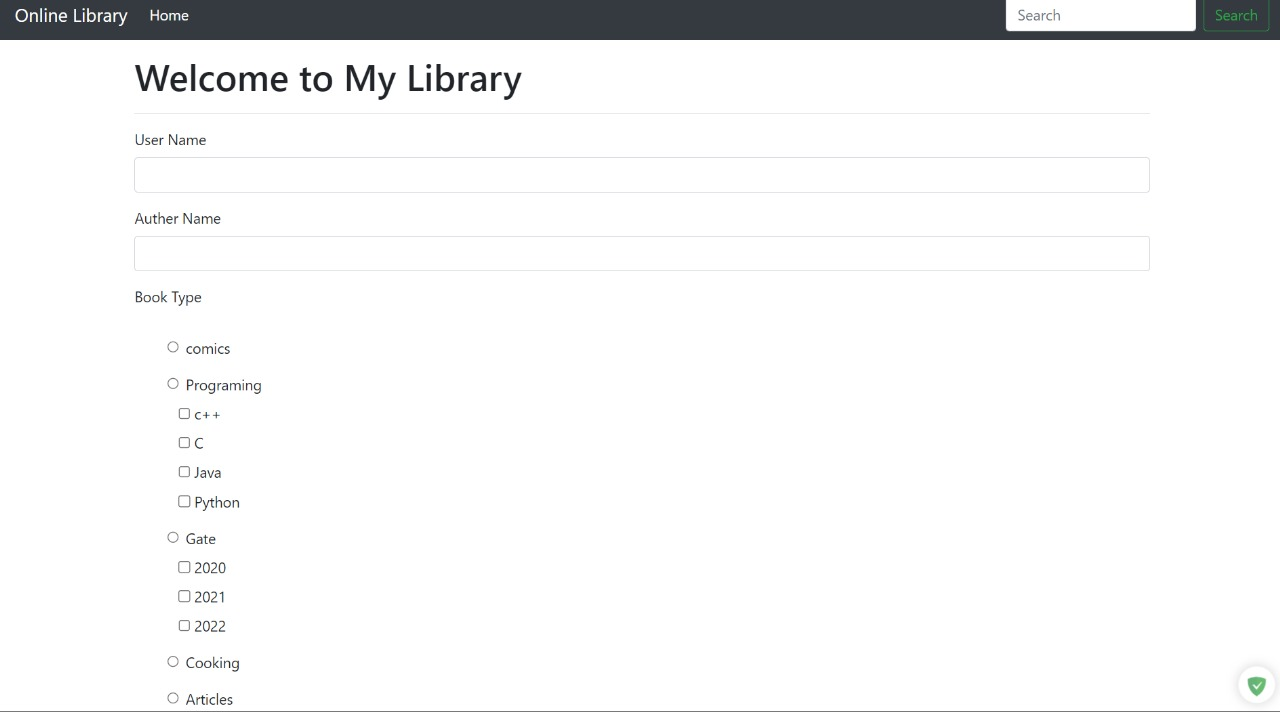 Online Library Home Search Search
Welcome to My Library
User Name
Auther Name
Book Type
comics
Programing
c++
C
Java
Python
Gate
2020
2021
2022
Cooking
Articles